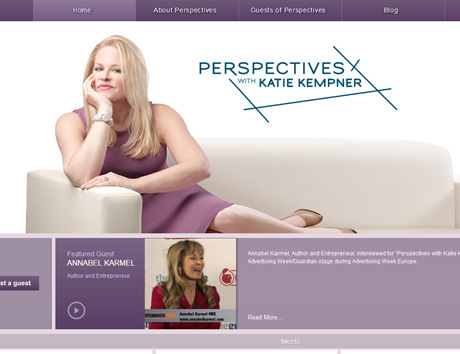 Home About Perspectives Guests of Perspectives Blog
PERSPECTIVES
WITH KATIE KEMPNER
Featured Guest
ANNABEL KARMEL
Author and Entrepreneur
st a guest
Annabel Karmel MBE
www.annabelkarmel.com
Annabel Karmel, Author and Entrepreneur, interviewed for "Perspectives with Katie K
Advertising Week/Guardian stage during Advertising Week Europe.
Read More...
tweets